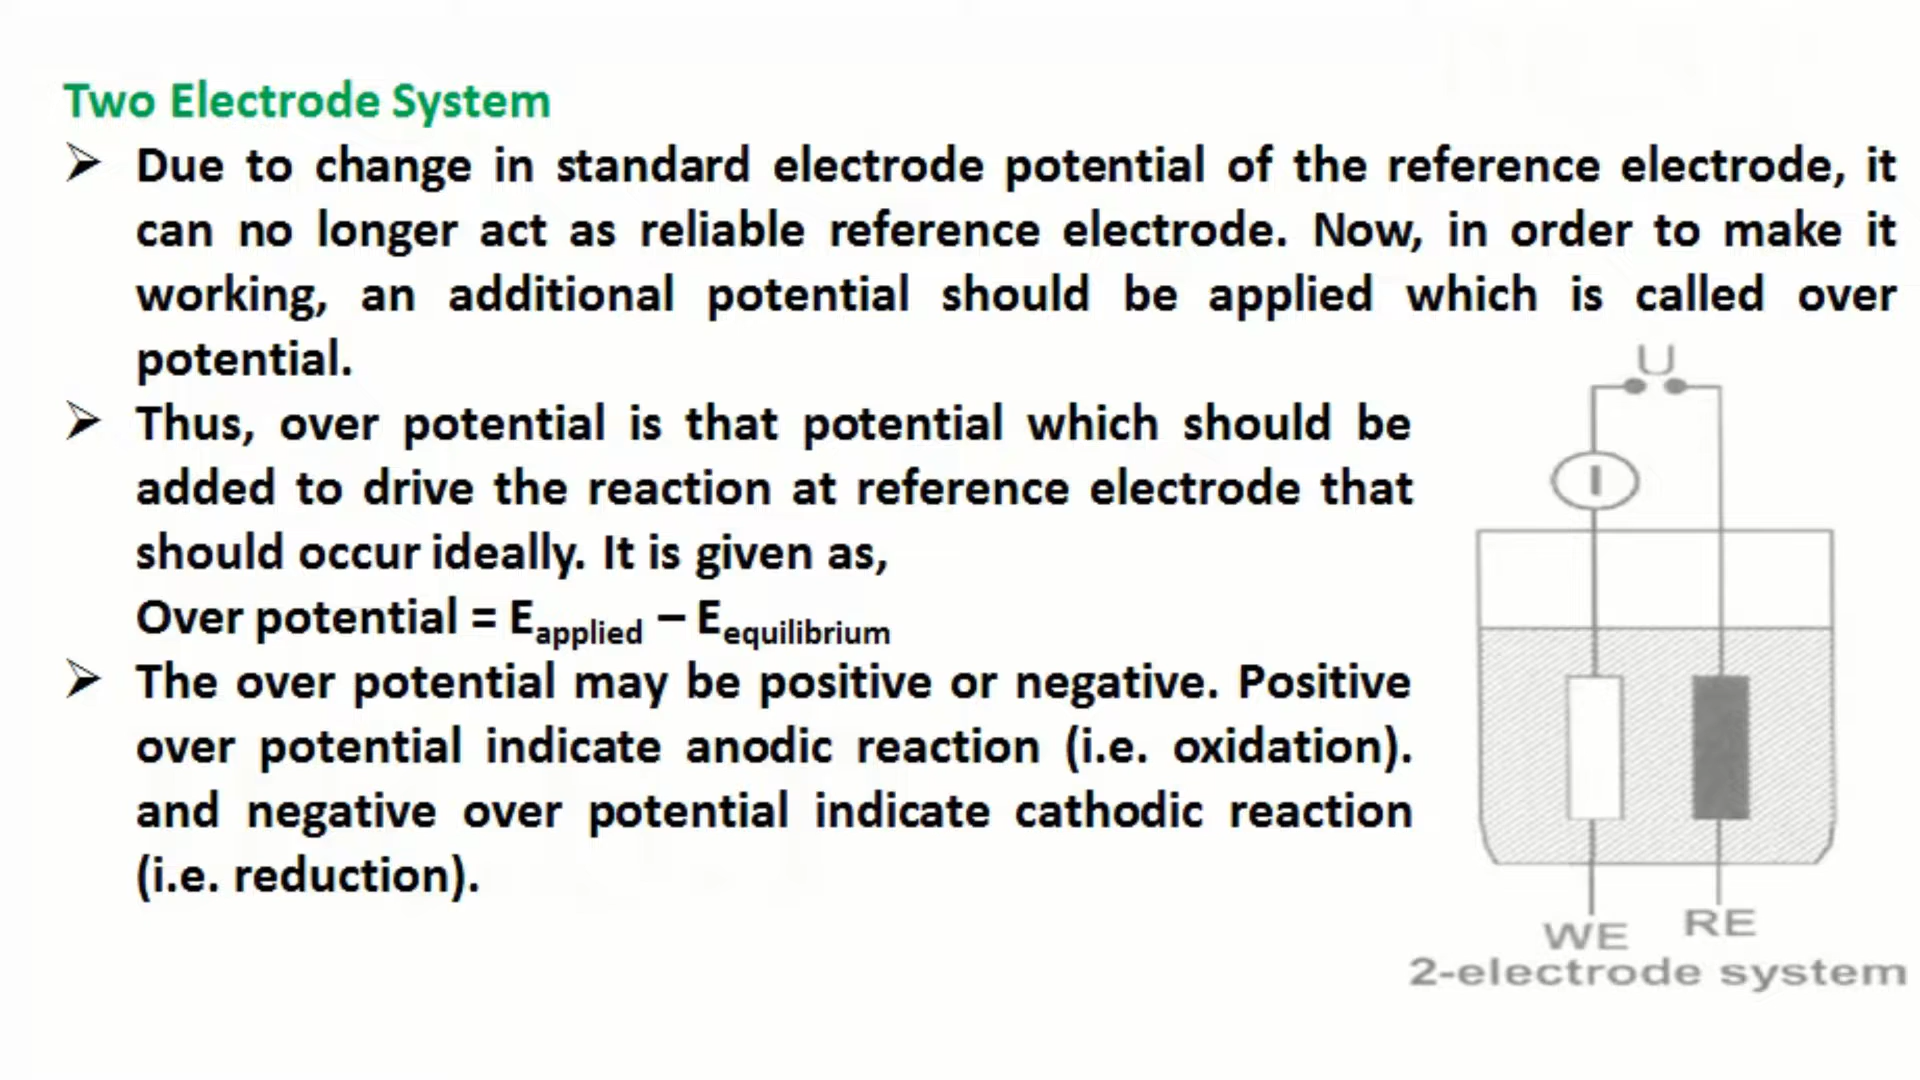 Two Electrode System
➢ Due to change in standard electrode potential of the reference electrode, it
can no longer act as reliable reference electrode. Now, in order to make it
working, an additional potential should be applied which is called over
potential.
➢ Thus, over potential is that potential which should be
added to drive the reaction at reference electrode that
should occur ideally. It is given as,
Over potential = Eapplied – Eequilibrium
➢ The over potential may be positive or negative. Positive
over potential indicate anodic reaction (i.e. oxidation).
and negative over potential indicate cathodic reaction
(i.e. reduction).
U
I
WE RE
2-electrode system